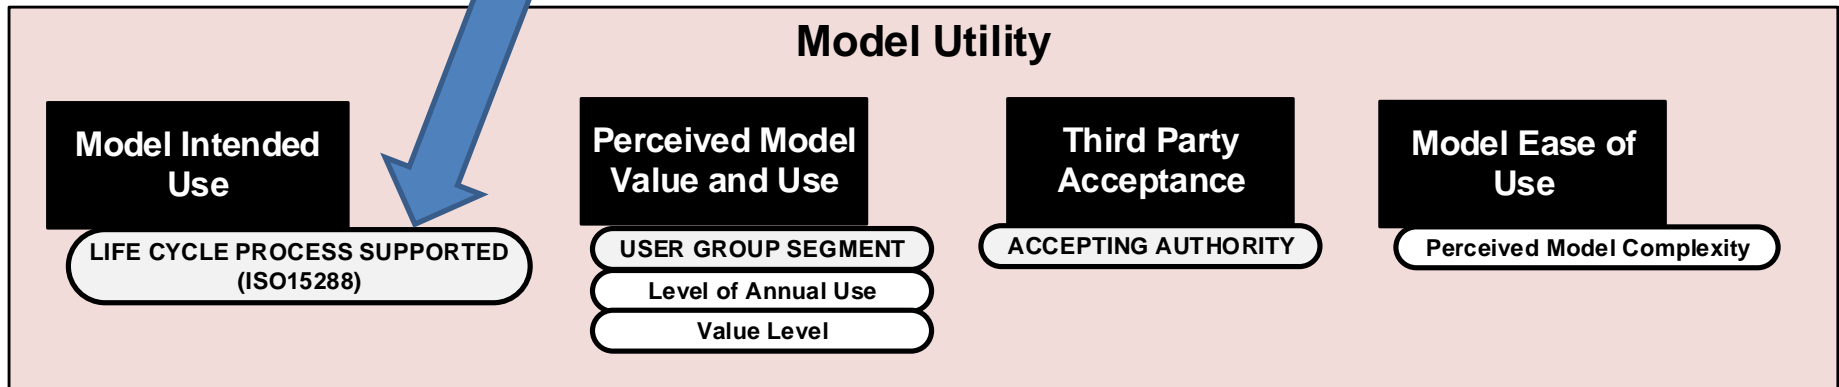 Model Utility
Model Intended
Use
LIFE CYCLE PROCESS SUPPORTED
(ISO15288)
Perceived Model
Value and Use
USER GROUP SEGMENT
Level of Annual Use
Value Level
Third Party
Acceptance
ACCEPTING AUTHORITY
Model Ease of
Use
Perceived Model Complexity